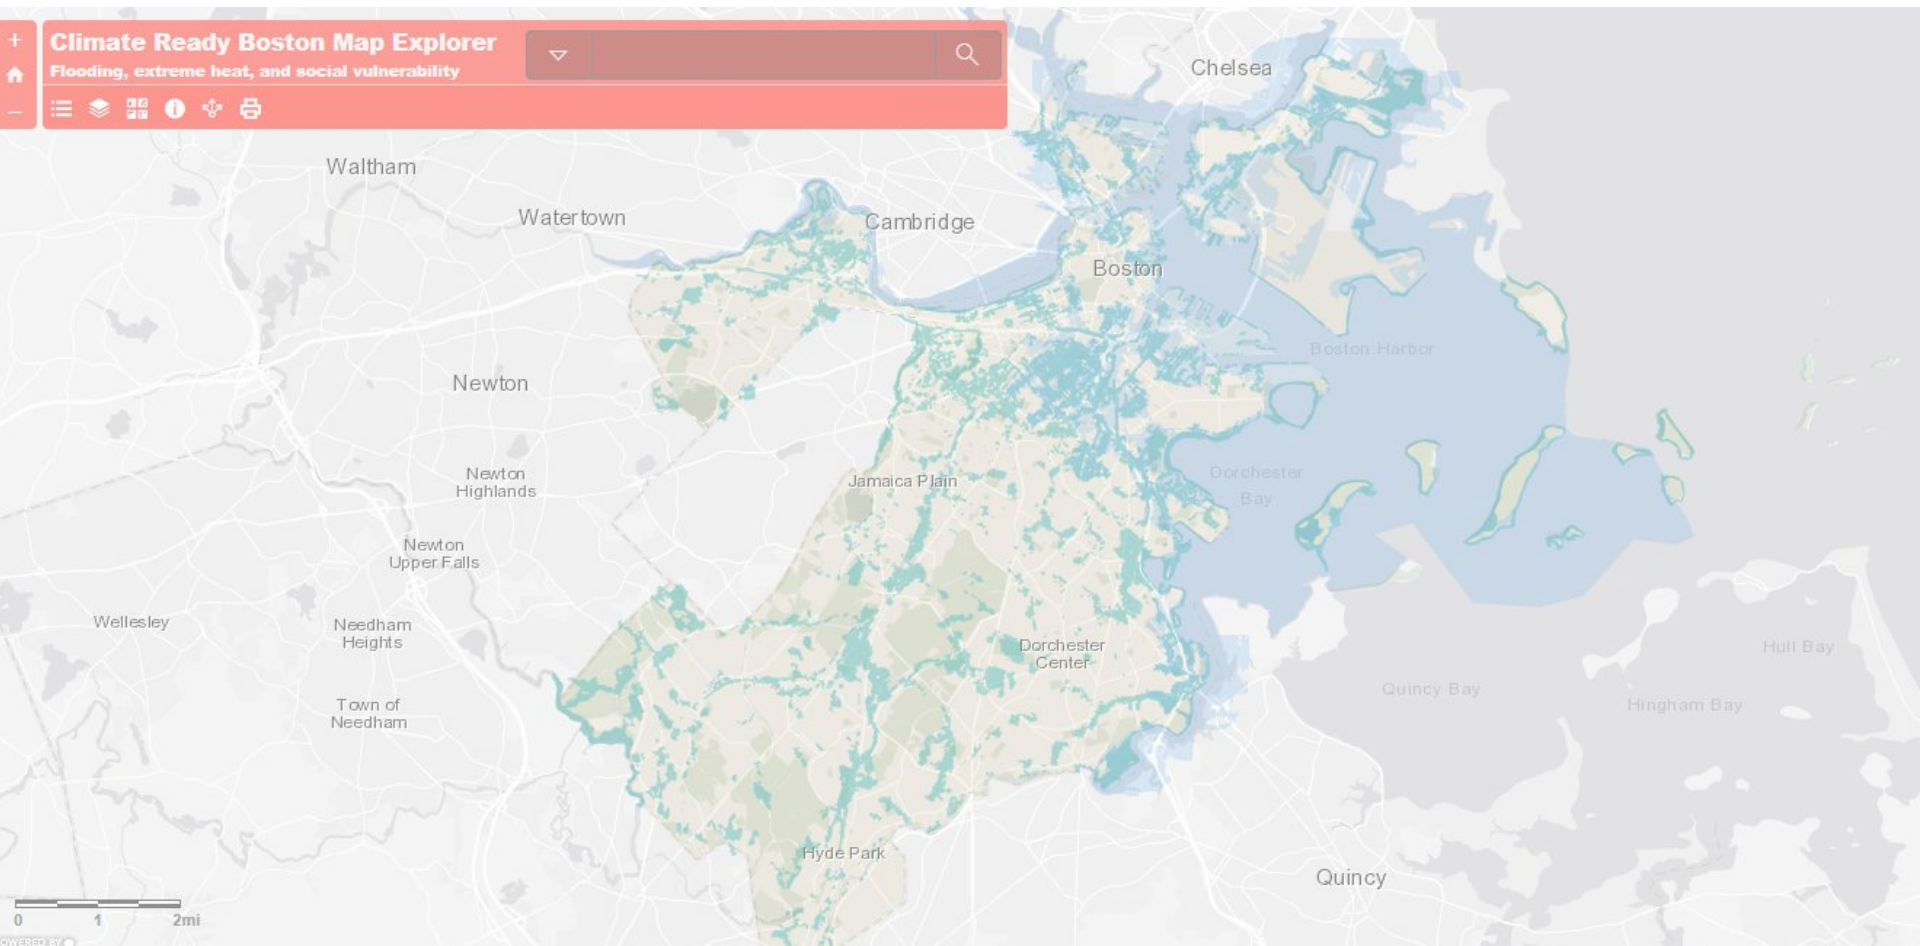 Climate Ready Boston Map Explorer
Flooding, extreme heat, and social vulnerability
Chelsea
Waltham
Watertown
Cambridge
Boston
Boston Harbor
Newton
Newton
Highlands
Jamaica Plain
Dorchester
Bay
Newton
Upper Falls
Wellesley
Needham
Heights
Dorchester
Center
Hull Bay
Quincy Bay
Hingham Bay
Town of
Needham
Hyde Park
Quincy
0 1 2mi
OWERED BY